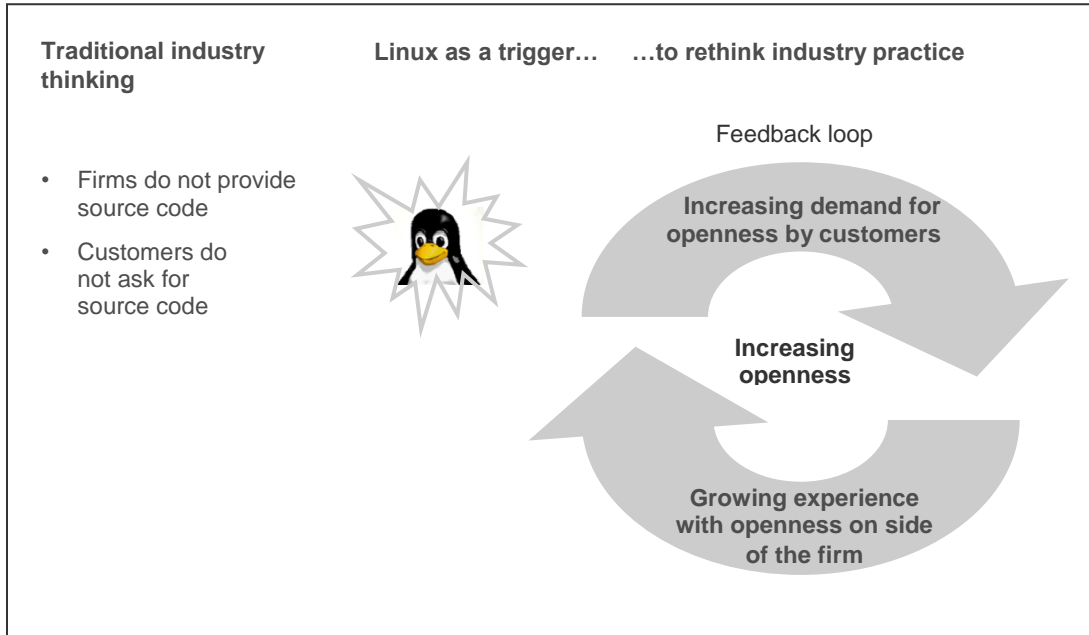 Traditional industry
thinking
Linux as a trigger…
…to rethink industry practice
• Firms do not provide
source code
• Customers do
not ask for
source code
Feedback loop
Increasing demand for
openness by customers
Increasing
openness
Growing experience
with openness on side
of the firm